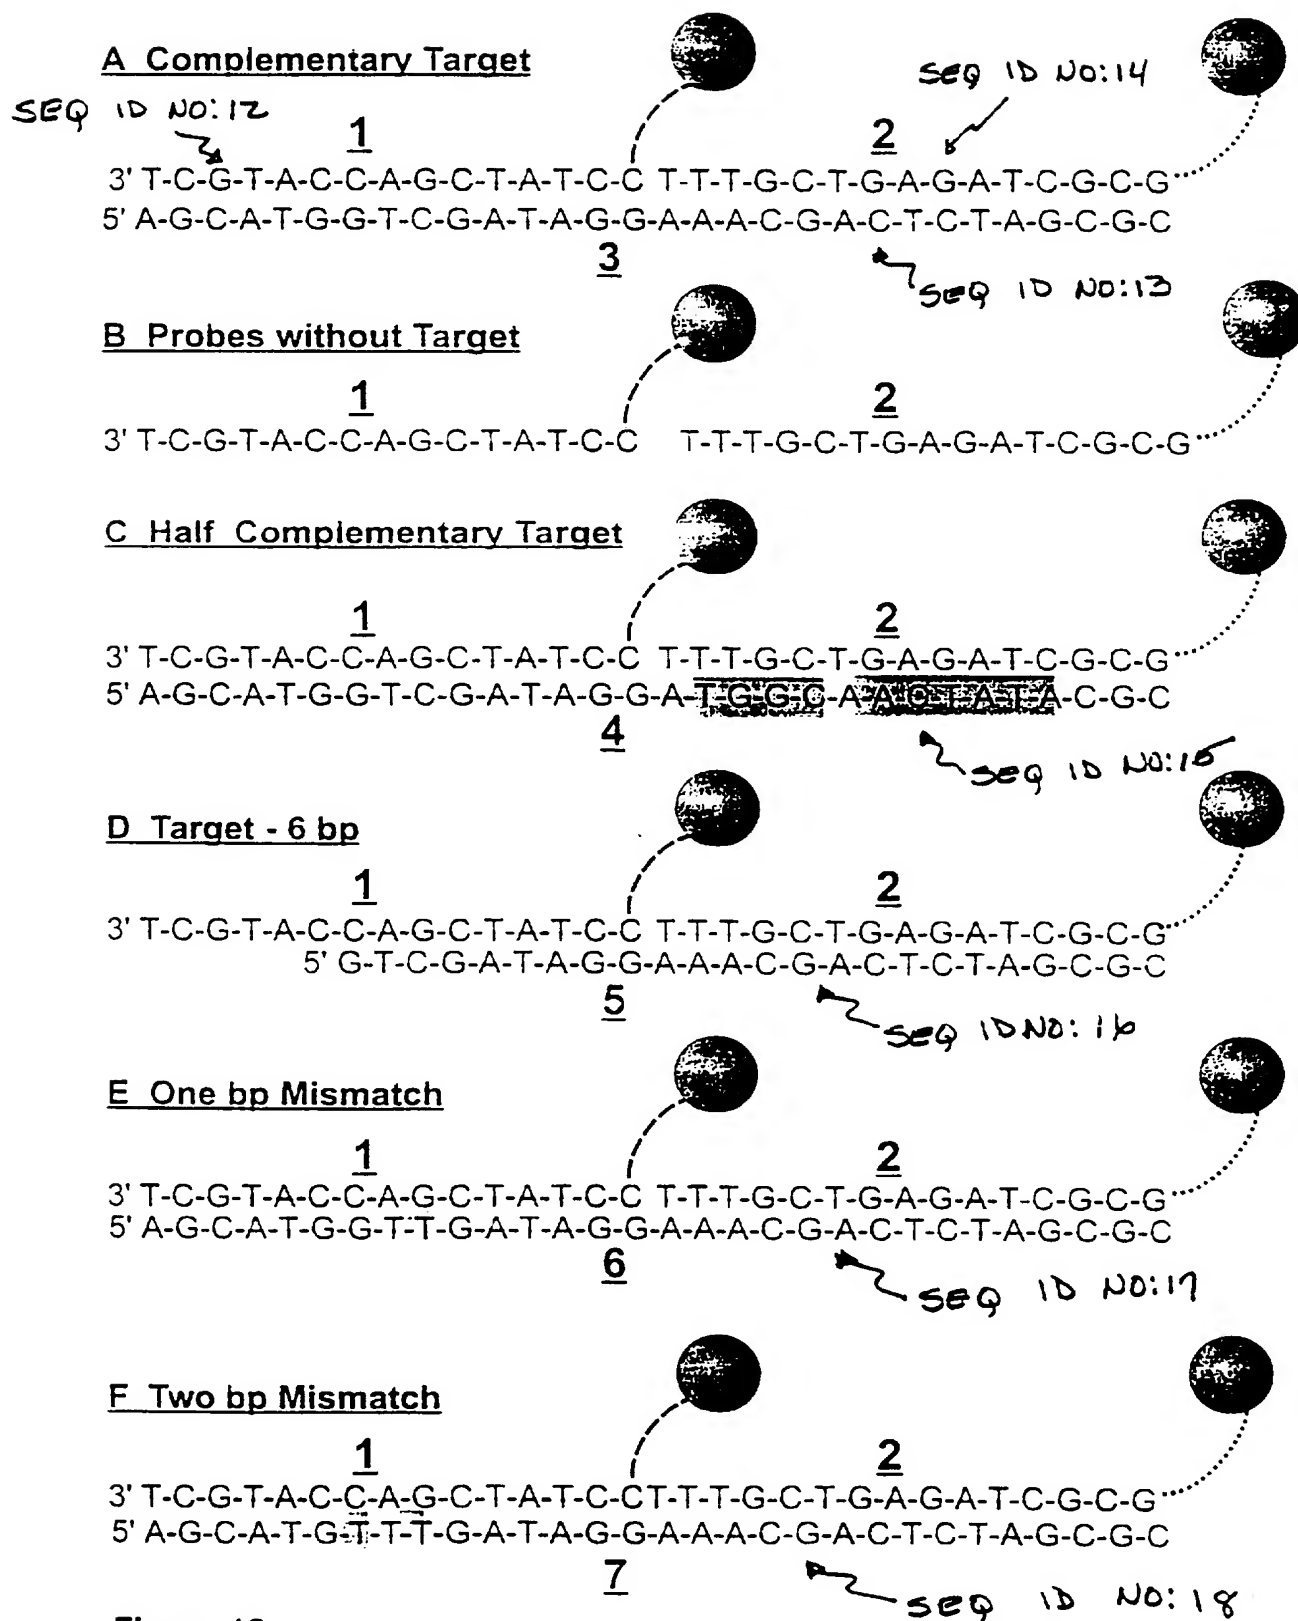 A Complementary Target
SEQ ID NO:14
SEQ ID NO:12
1 2
3' T-C-G-T-A-C-C-A-G-C-T-A-T-C-C T-T-T-G-C-T-G-A-G-A-T-C-G-C-G
5' A-G-C-A-T-G-G-T-C-G-A-T-A-G-G-A-A-A-C-G-A-C-T-C-T-A-G-C-G-C
3
SEQ ID NO:13
B Probes without Target
1 2
3' T-C-G-T-A-C-C-A-G-C-T-A-T-C-C T-T-T-G-C-T-G-A-G-A-T-C-G-C-G
C Half Complementary Target
1 2
3' T-C-G-T-A-C-C-A-G-C-T-A-T-C-C T-T-T-G-C-T-G-A-G-A-T-C-G-C-G
5' A-G-C-A-T-G-G-T-C-G-A-T-A-G-G-A-T-G-G-C-A-A-C-T-A-T-A-C-G-C
4
SEQ ID NO:15
D Target - 6 bp
1 2
3' T-C-G-T-A-C-C-A-G-C-T-A-T-C-C T-T-T-G-C-T-G-A-G-A-T-C-G-C-G
5' G-T-C-G-A-T-A-G-G-A-A-A-C-G-A-C-T-C-T-A-G-C-G-C
5
SEQ ID NO: 16
E One bp Mismatch
1 2
3' T-C-G-T-A-C-C-A-G-C-T-A-T-C-C T-T-T-G-C-T-G-A-G-A-T-C-G-C-G
5' A-G-C-A-T-G-G-T-T-G-A-T-A-G-G-A-A-A-C-G-A-C-T-C-T-A-G-C-G-C
6
SEQ ID NO:17
F Two bp Mismatch
1 2
3' T-C-G-T-A-C-C-A-G-C-T-A-T-C-C-T-T-T-G-C-T-G-A-G-A-T-C-G-C-G
5' A-G-C-A-T-G-T-T-T-G-A-T-A-G-G-A-A-A-C-G-A-C-T-C-T-A-G-C-G-C
7
SEQ ID NO:18